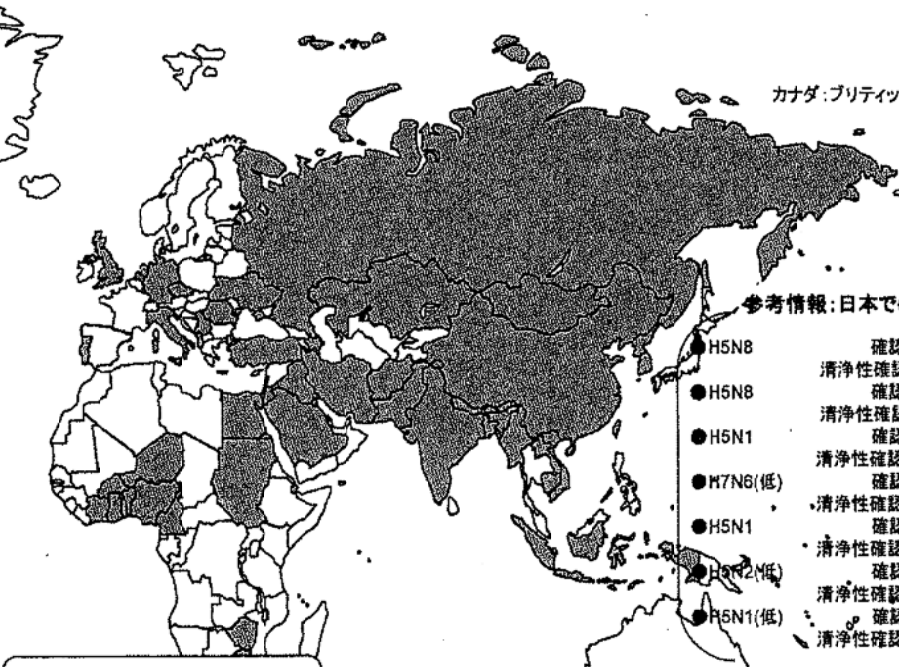 カナダ:ブリティッ
参考情報:日本で
●H5N8 確認
清浄性確認
●H5N8 確認
清浄性確認
●H5N1 確認
清浄性確認
●H7N6(低) 確認
清浄性確認
●H5N1 確認
清浄性確認
●H5N2(低) 確認
清浄性確認
●H5N1(低) 確認
清浄性確認